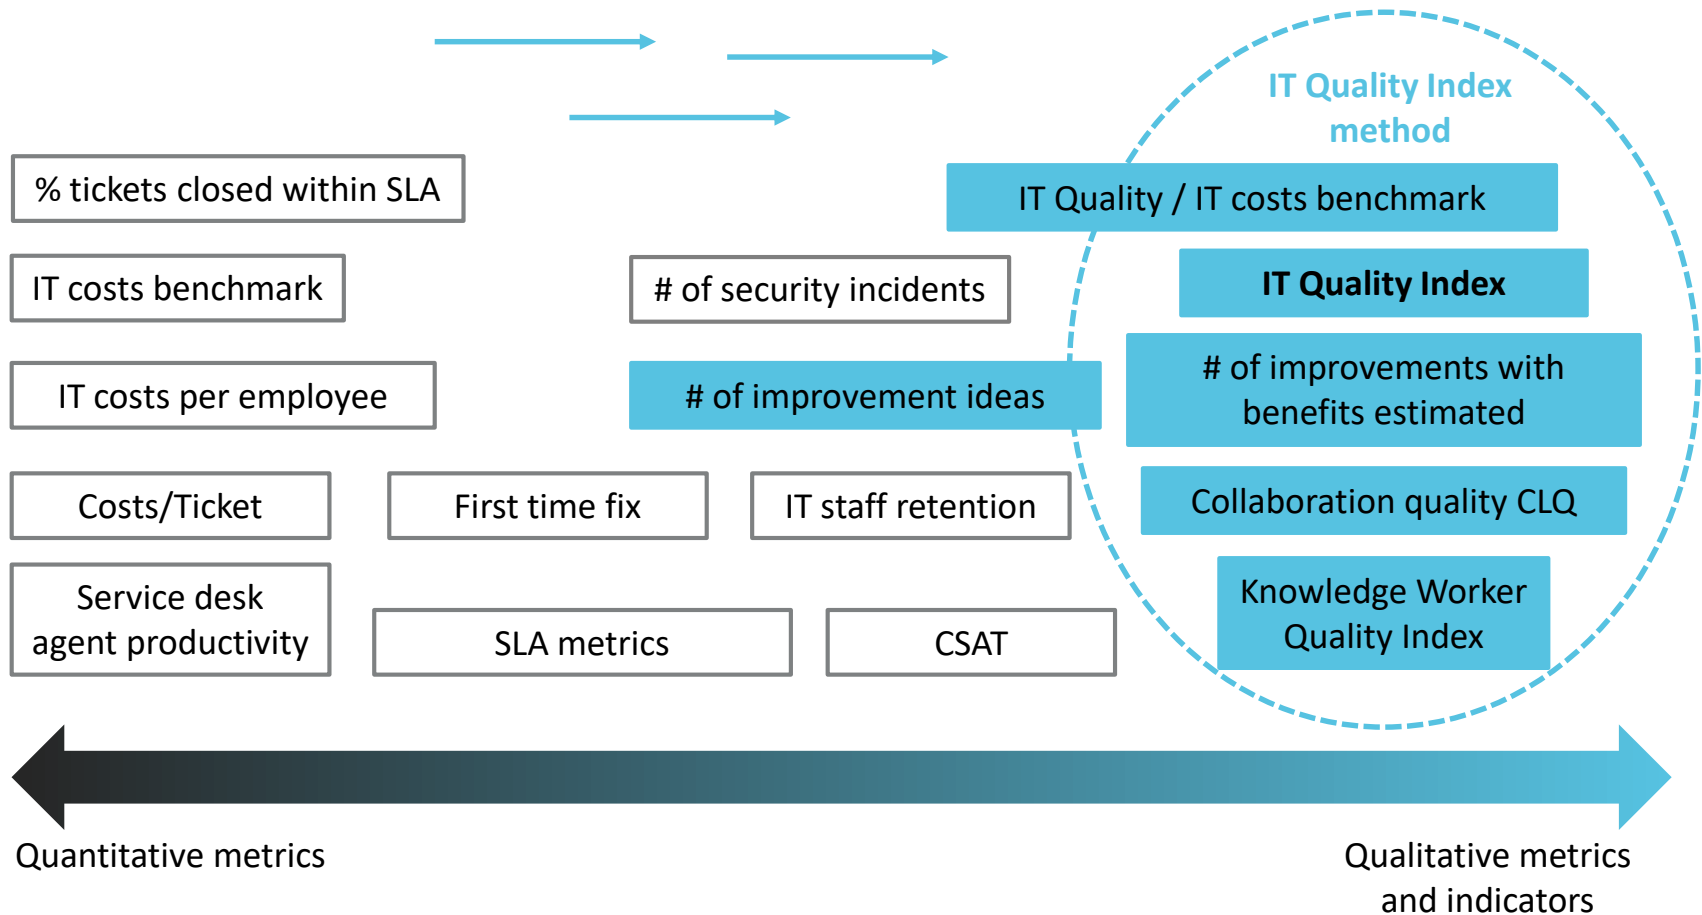 IT Quality Index
method
% tickets closed within SLA
IT Quality / IT costs benchmark
IT costs benchmark
# of security incidents
IT Quality Index
IT costs per employee
# of improvement ideas
# of improvements with
benefits estimated
Costs/Ticket
First time fix
IT staff retention
Collaboration quality CLQ
Service desk
agent productivity
SLA metrics
CSAT
Knowledge Worker
Quality Index
Quantitative metrics
Qualitative metrics
and indicators